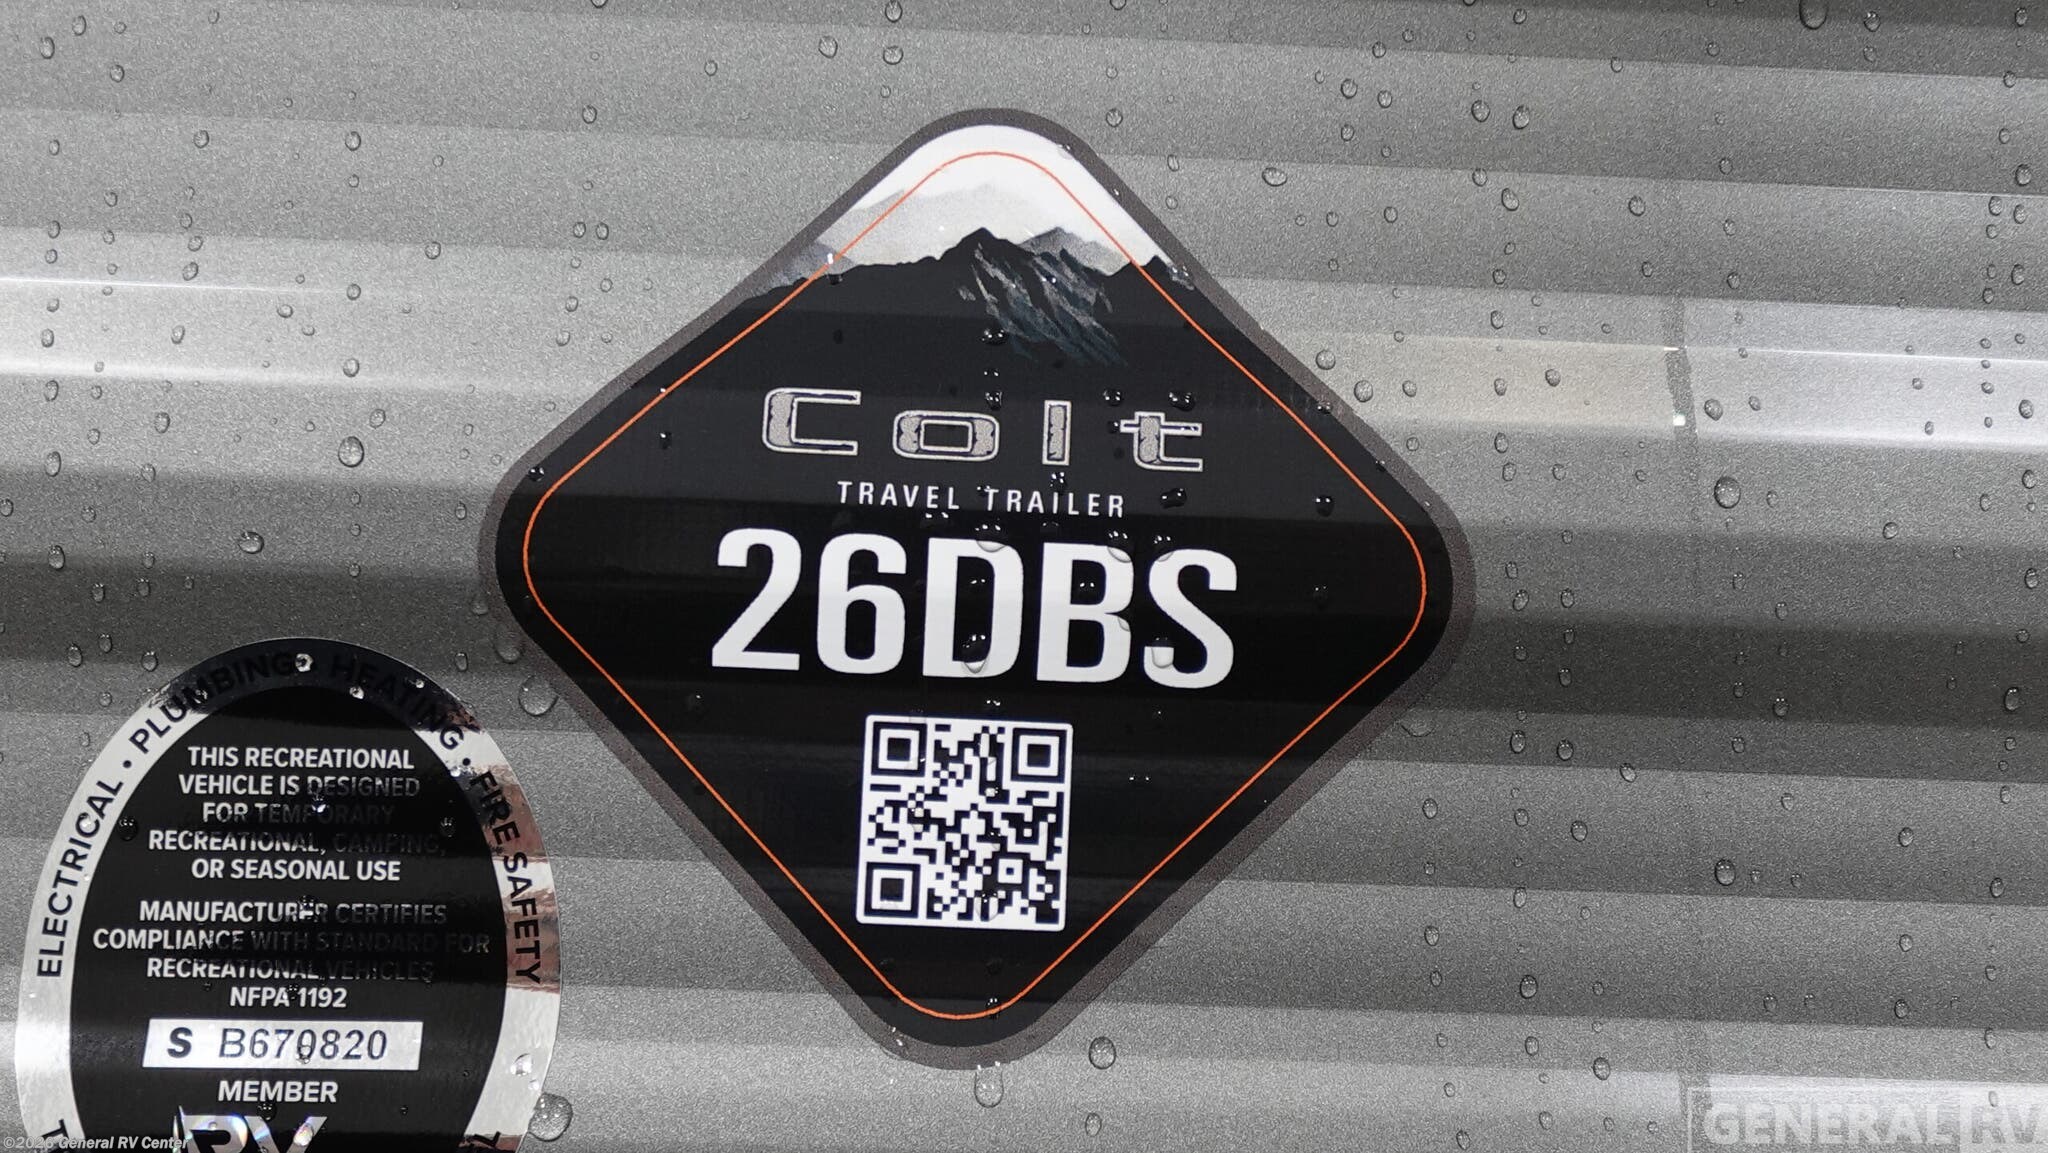 Colt
TRAVEL TRAILER
26DBS
ELECTRICAL • PLUMBING • HEATING • FIRE SAFETY
THIS RECREATIONAL
VEHICLE IS DESIGNED
FOR TEMPORARY
RECREATIONAL, CAMPING,
OR SEASONAL USE
MANUFACTURER CERTIFIES
COMPLIANCE WITH STANDARD FOR
RECREATIONAL VEHICLES
NFPA 1192
S B670820
MEMBER
RV
General RV Center
GENERAL RV